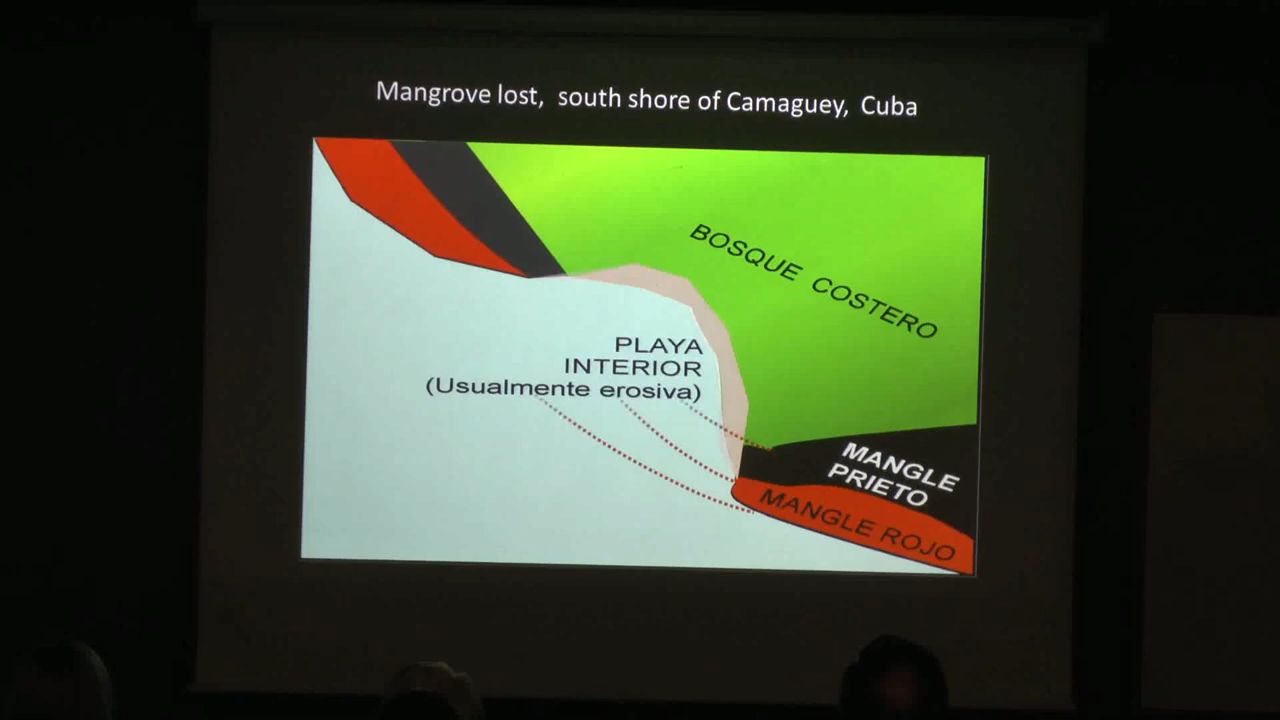 Mangrove lost, south shore of Camaguey, Cuba
BOSQUE COSTERO
PLAYA
INTERIOR
(Usualmente erosiva)
MANGLE
PRIETO
MANGLE ROJO